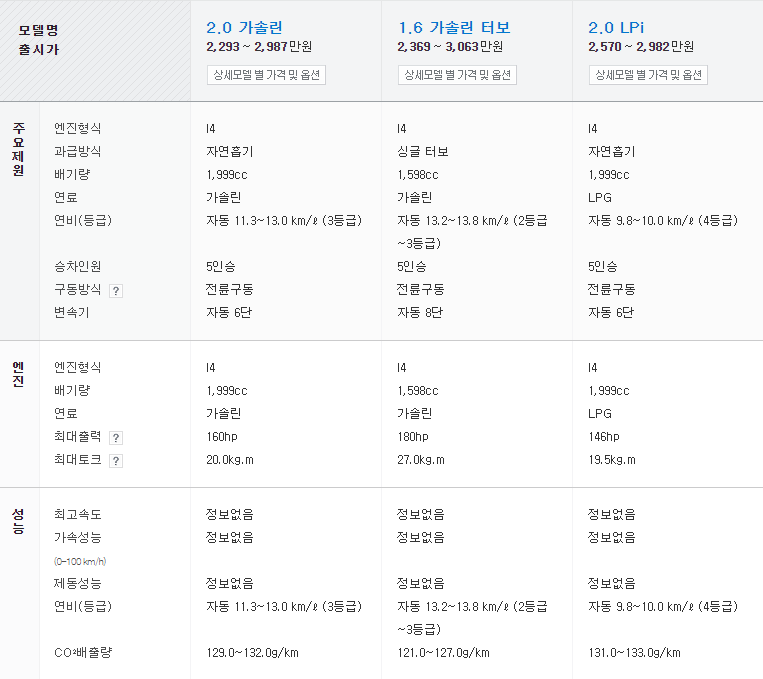 모델명
출시가
2.0 가솔린 1.6 가솔린 터보 2.0 LPi
2,293 ~ 2,987만원 2,369 ~ 3,063만원 2,570 ~ 2,982만원
상세모델 별 가격 및 옵션 상세모델 별 가격 및 옵션 상세모델 별 가격 및 옵션
주요제원
엔진형식 I4 I4 I4
과급방식 자연흡기 싱글 터보 자연흡기
배기량 1,999cc 1,598cc 1,999cc
연료 가솔린 가솔린 LPG
연비(등급) 자동 11.3~13.0 km/ℓ (3등급) 자동 13.2~13.8 km/ℓ (2등급 자동 9.8~10.0 km/ℓ (4등급)
~3등급)
승차인원 5인승 5인승 5인승
구동방식 ? 전륜구동 전륜구동 전륜구동
변속기 자동 6단 자동 8단 자동 6단
엔진
엔진형식 I4 I4 I4
배기량 1,999cc 1,598cc 1,999cc
연료 가솔린 가솔린 LPG
최대출력 ? 160hp 180hp 146hp
최대토크 ? 20.0kg.m 27.0kg.m 19.5kg.m
성능
최고속도 정보없음 정보없음 정보없음
가속성능 정보없음 정보없음 정보없음
(0-100 km/h)
제동성능 정보없음 정보없음 정보없음
연비(등급) 자동 11.3~13.0 km/ℓ (3등급) 자동 13.2~13.8 km/ℓ (2등급 자동 9.8~10.0 km/ℓ (4등급)
~3등급)
CO²배출량 129.0~132.0g/km 121.0~127.0g/km 131.0~133.0g/km